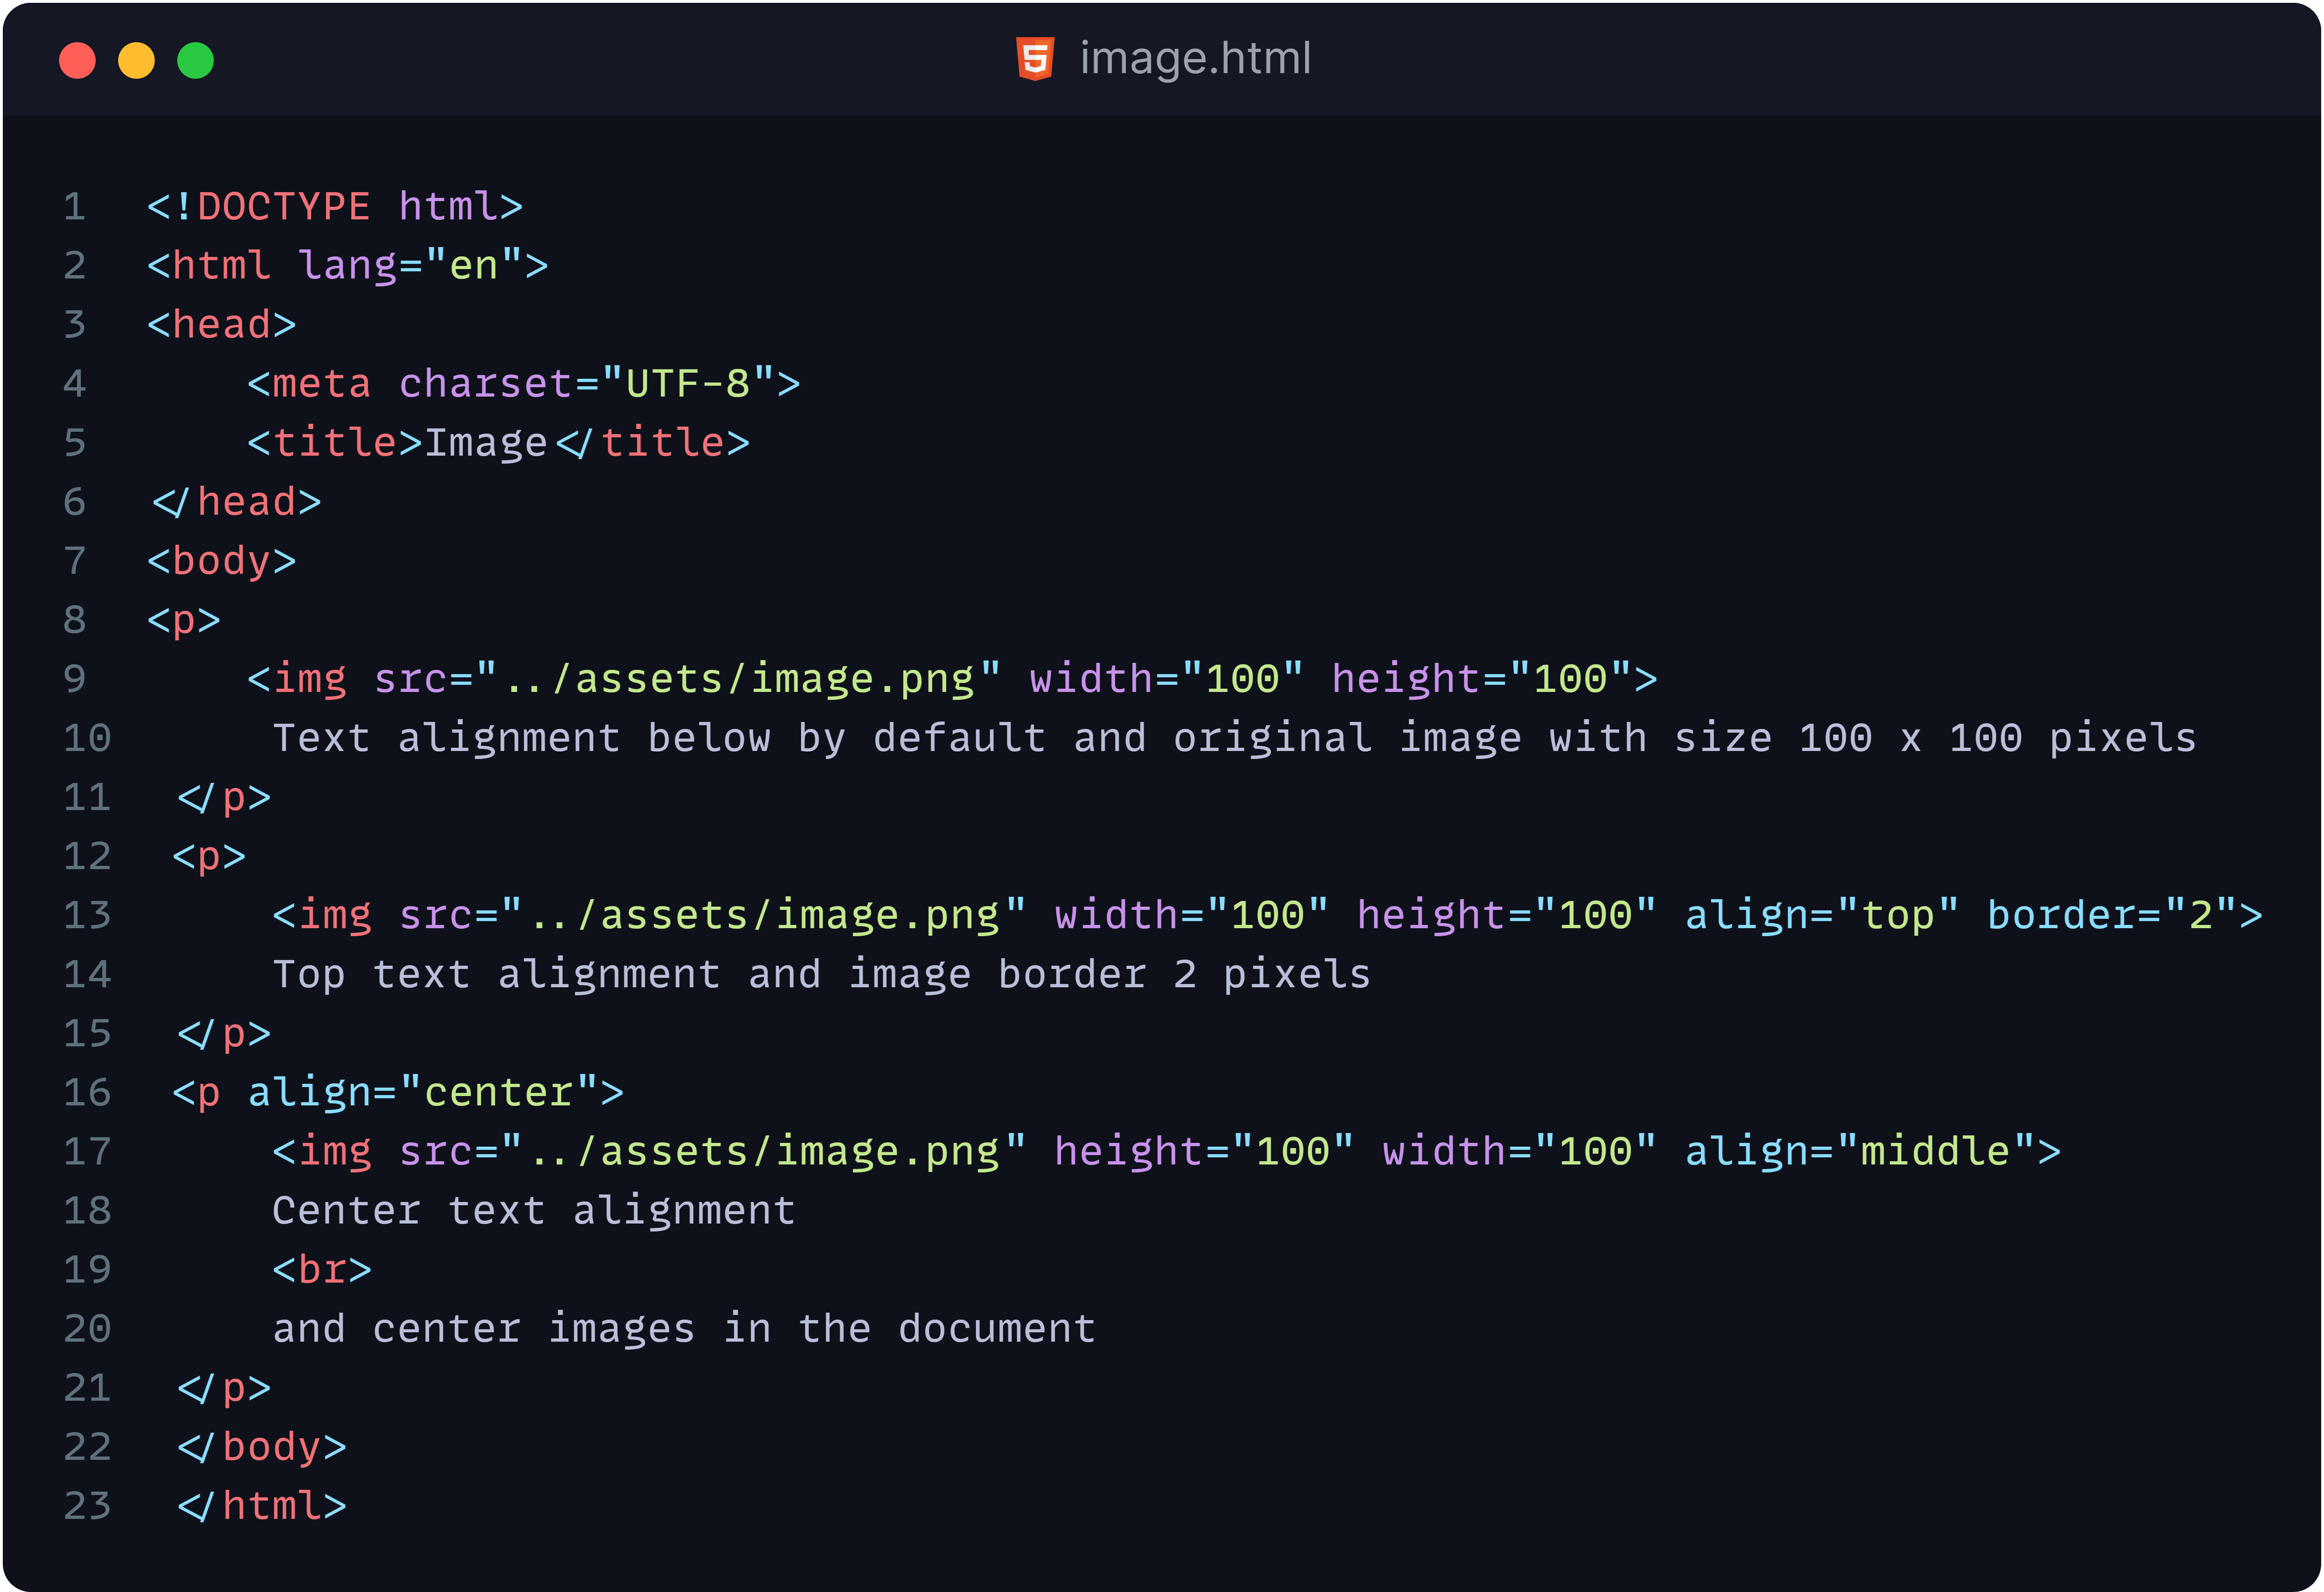 image.html
1 <!DOCTYPE html>
2 <html lang="en">
3 <head>
4     <meta charset="UTF-8">
5     <title>Image</title>
6 </head>
7 <body>
8 <p>
9     <img src="../assets/image.png" width="100" height="100">
10      Text alignment below by default and original image with size 100 x 100 pixels
11  </p>
12  <p>
13      <img src="../assets/image.png" width="100" height="100" align="top" border="2">
14      Top text alignment and image border 2 pixels
15  </p>
16  <p align="center">
17      <img src="../assets/image.png" height="100" width="100" align="middle">
18      Center text alignment
19      <br>
20      and center images in the document
21  </p>
22  </body>
23  </html>